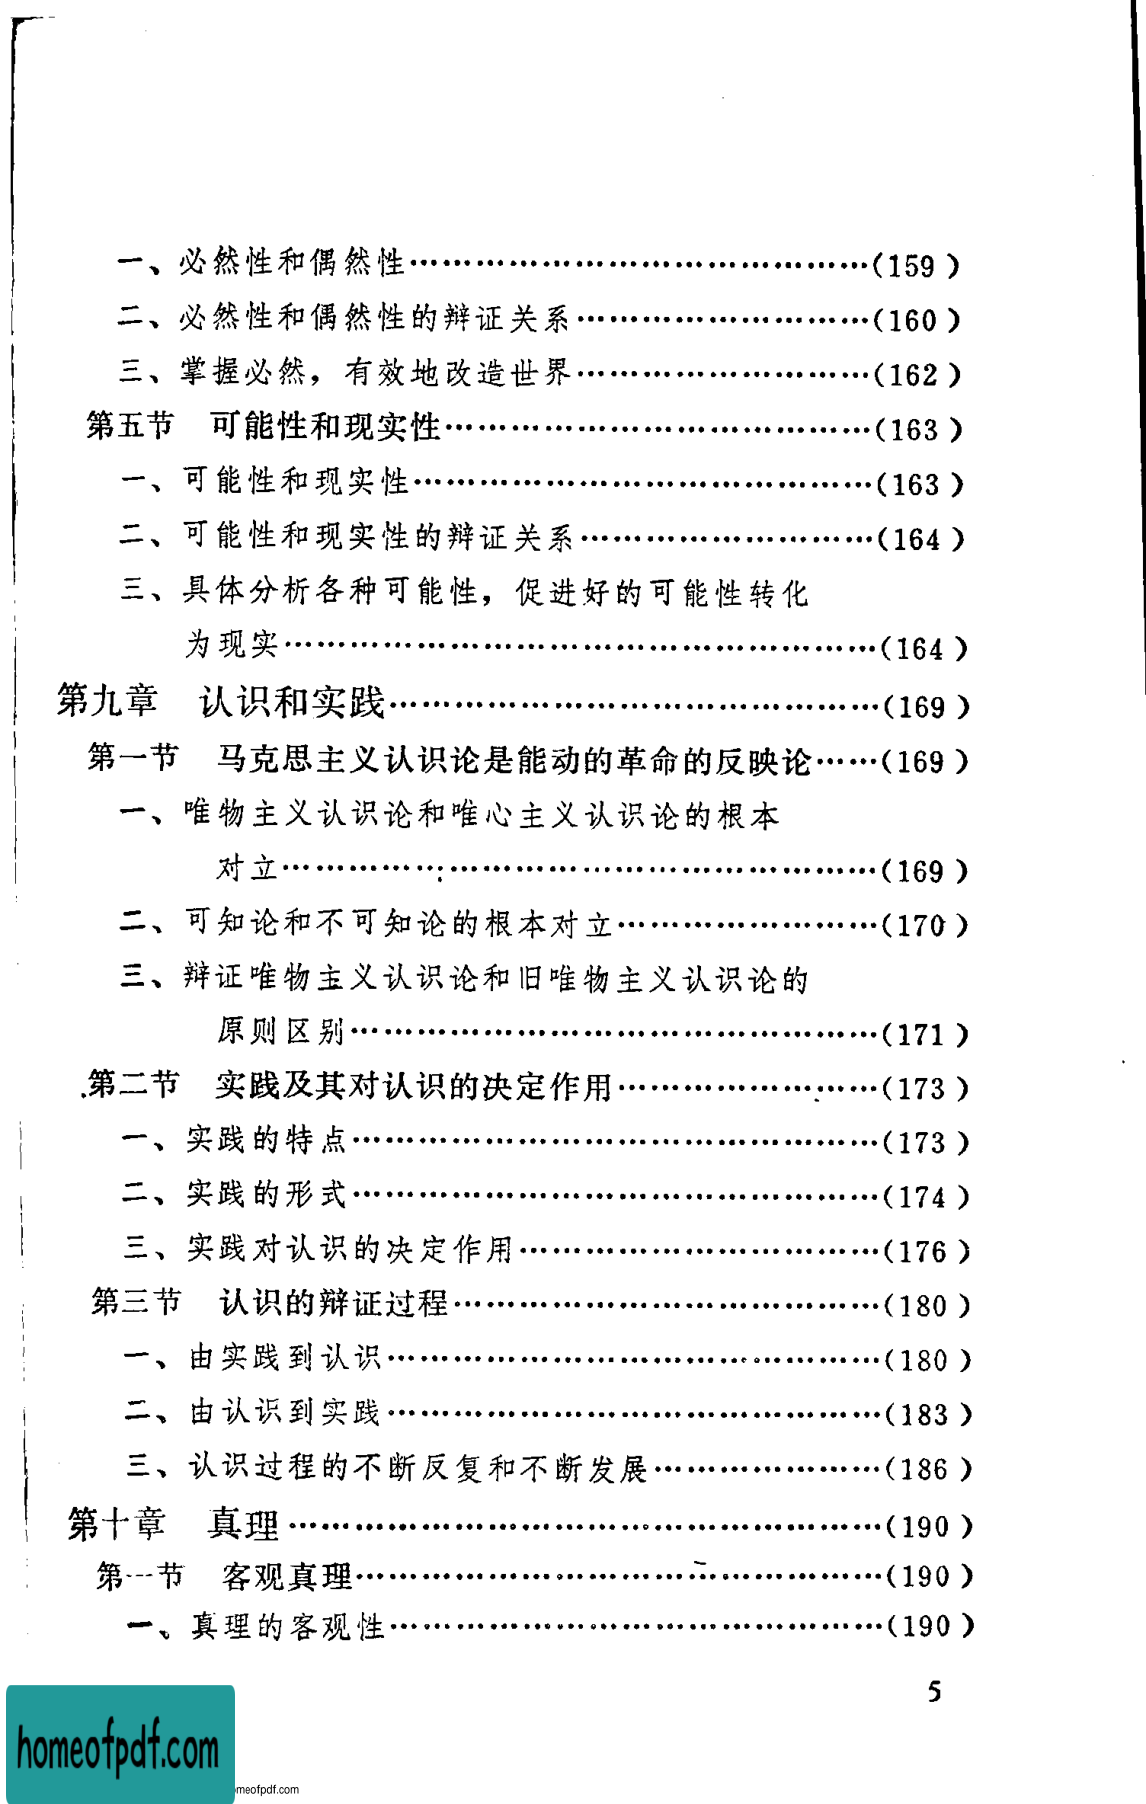 一、必然性和偶然性……………………………………(159)
二、必然性和偶然性的辩证关系………………………(160)
三、掌握必然，有效地改造世界………………………(162)
第五节 可能性和现实性…………………………………(163)
一、可能性和现实性……………………………………(163)
二、可能性和现实性的辩证关系………………………(164)
三、具体分析各种可能性，促进好的可能性转化
为现实………………………………………………(164)
第九章 认识和实践………………………………………(169)
第一节 马克思主义认识论是能动的革命的反映论……(169)
一、唯物主义认识论和唯心主义认识论的根本
对立………………………………………………(169)
二、可知论和不可知论的根本对立……………………(170)
三、辩证唯物主义认识论和旧唯物主义认识论的
原则区别…………………………………………(171)
第二节 实践及其对认识的决定作用……………………(173)
一、实践的特点…………………………………………(173)
二、实践的形式…………………………………………(174)
三、实践对认识的决定作用……………………………(176)
第三节 认识的辩证过程…………………………………(180)
一、由实践到认识………………………………………(180)
二、由认识到实践………………………………………(183)
三、认识过程的不断反复和不断发展…………………(186)
第十章 真理………………………………………………(190)
第一节 客观真理…………………………………………(190)
一、真理的客观性………………………………………(190)
5
homeofpdf.com
meofpdf.com